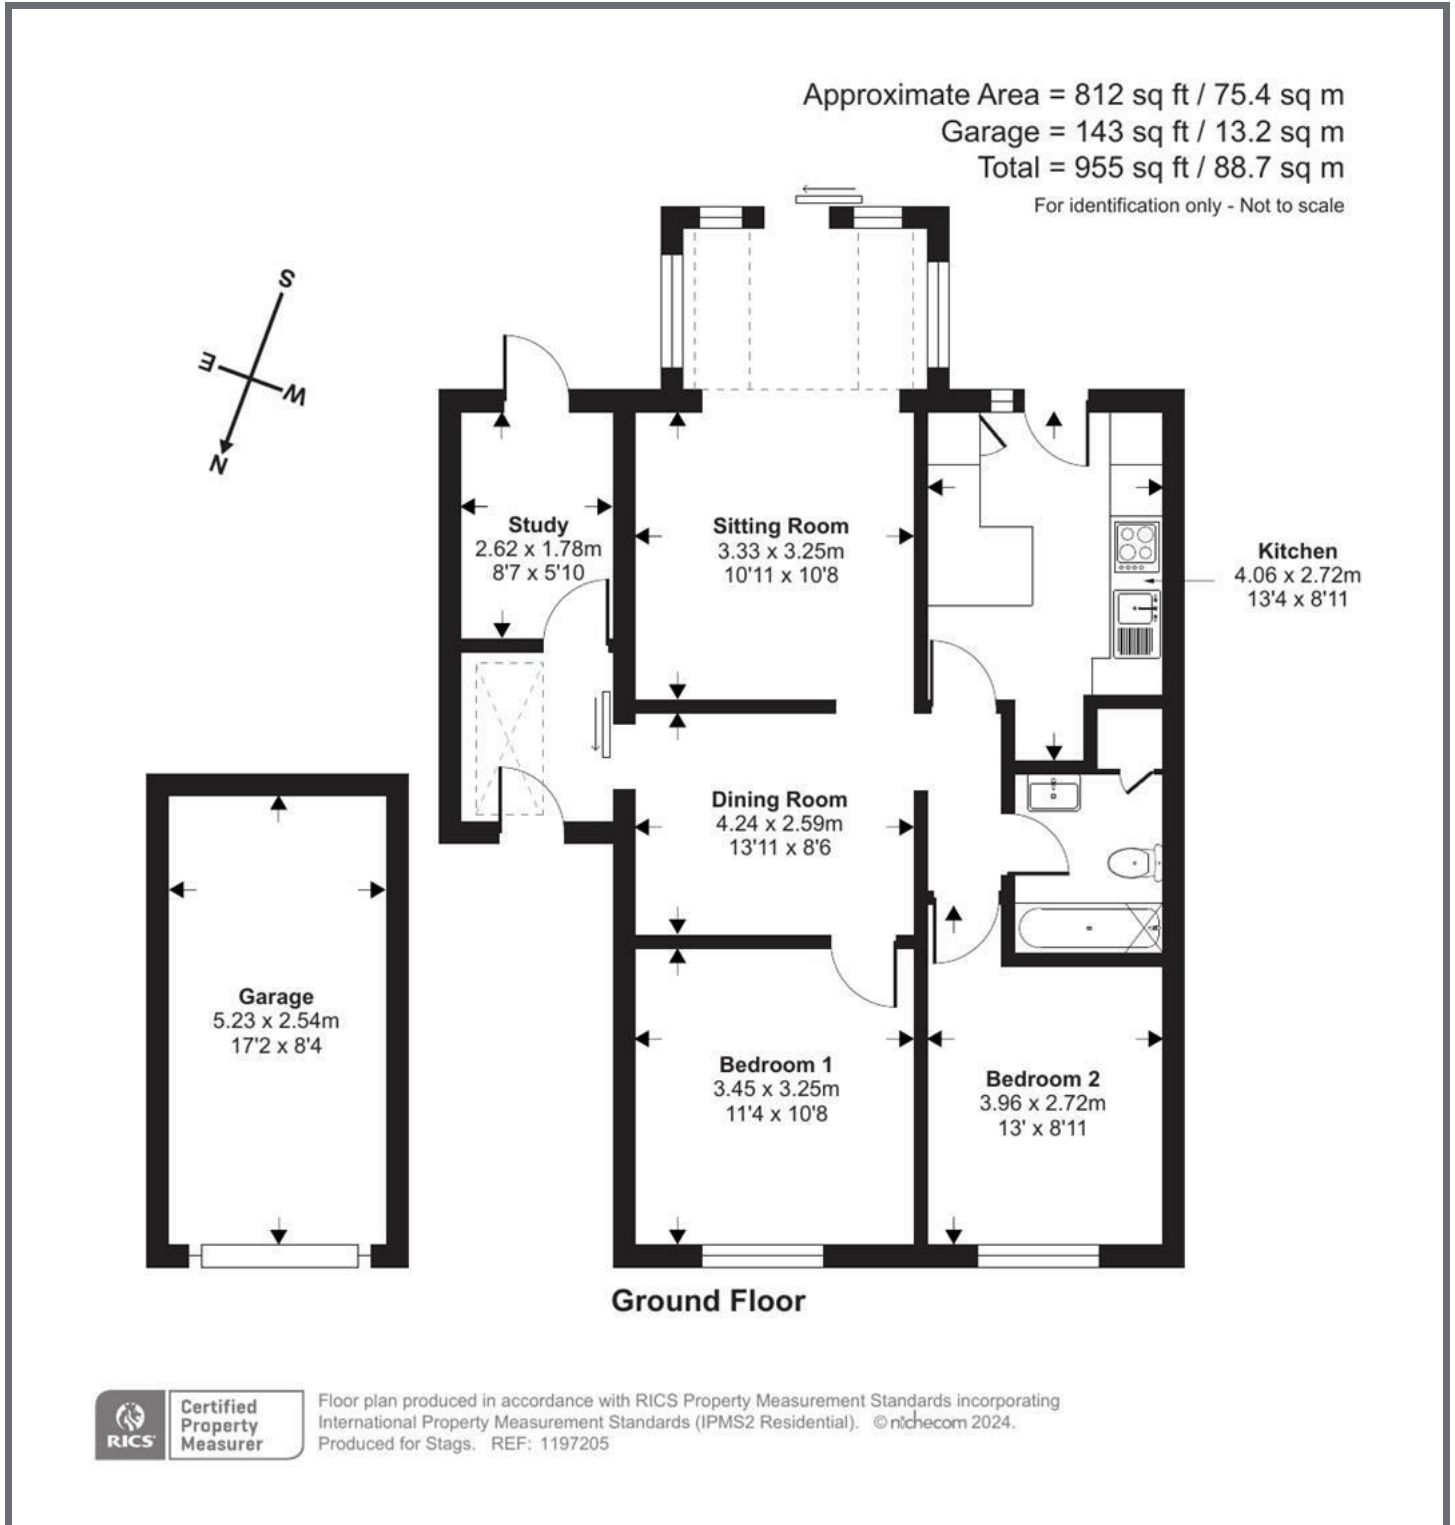 Approximate Area = 812 sq ft / 75.4 sq m
Garage = 143 sq ft / 13.2 sq m
Total = 955 sq ft / 88.7 sq m
For identification only - Not to scale
S
E
W
N
Study
2.62 x 1.78m
8'7 x 5'10
Sitting Room
3.33 x 3.25m
10'11 x 10'8
Kitchen
4.06 x 2.72m
13'4 x 8'11
Dining Room
4.24 x 2.59m
13'11 x 8'6
Garage
5.23 x 2.54m
17'2 x 8'4
Bedroom 1
3.45 x 3.25m
11'4 x 10'8
Bedroom 2
3.96 x 2.72m
13' x 8'11
Ground Floor
RICS
Certified
Property
Measurer
Floor plan produced in accordance with RICS Property Measurement Standards incorporating
International Property Measurement Standards (IPMS2 Residential). © nichecom 2024.
Produced for Stags. REF: 1197205